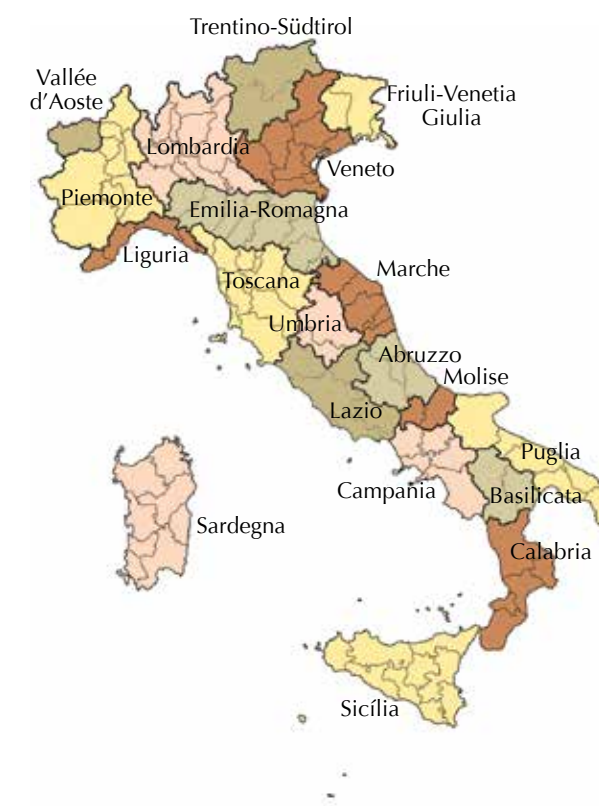 Trentino-Südtirol
Vallée
d'Aoste
Friuli-Venetia
Giulia
Lombardia
Veneto
Piemonte
Emilia-Romagna
Liguria
Marche
Toscana
Umbria
Abruzzo
Molise
Lazio
Puglia
Campania
Basilicata
Sardegna
Calabria
Sicília